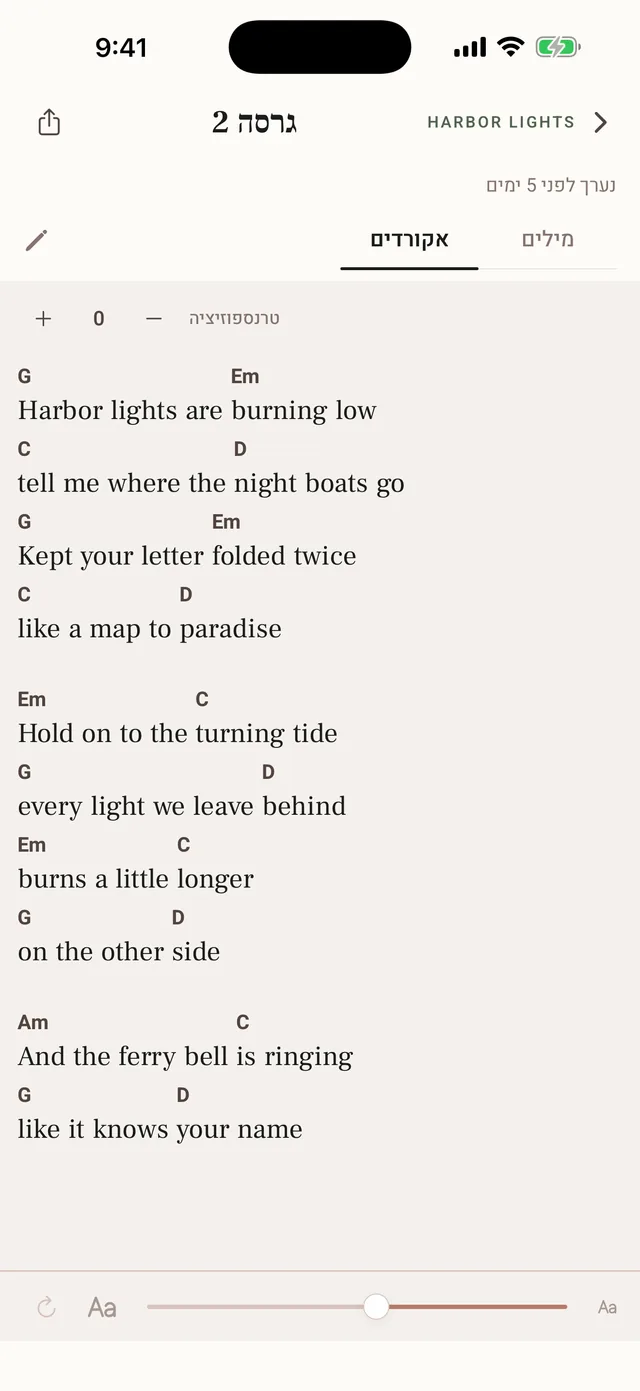 9:41
HARBOR LIGHTS
גרסה 2
נערך לפני 5 ימים
מילים
אקורדים
טרנספוזיציה − 0 +
G Em
Harbor lights are burning low
C D
tell me where the night boats go
G Em
Kept your letter folded twice
C D
like a map to paradise
Em C
Hold on to the turning tide
G D
every light we leave behind
Em C
burns a little longer
G D
on the other side
Am C
And the ferry bell is ringing
G D
like it knows your name
Aa Aa